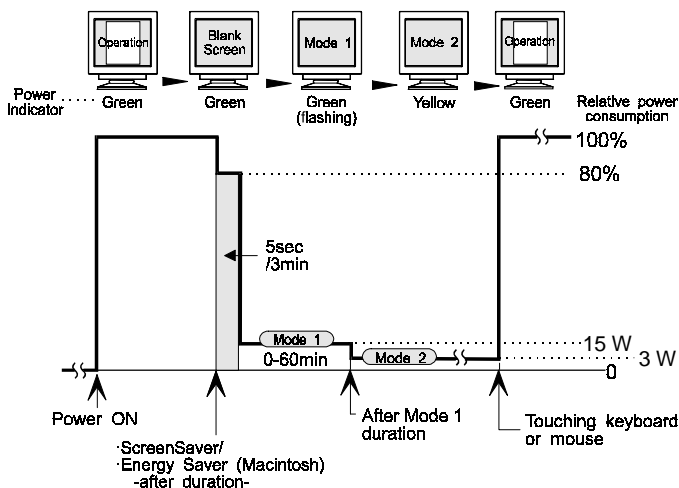 Operation
Blank
Screen
Mode 1
Mode 2
Operation
Power
Indicator
Green
Green
Green
(flashing)
Yellow
Green
Relative power
consumption
100%
80%
5sec
/3min
Mode 1
0-60min
Mode 2
15 W
3 W
0
Power ON
·ScreenSaver/
·Energy Saver (Macintosh)
-after duration-
After Mode 1
duration
Touching keyboard
or mouse